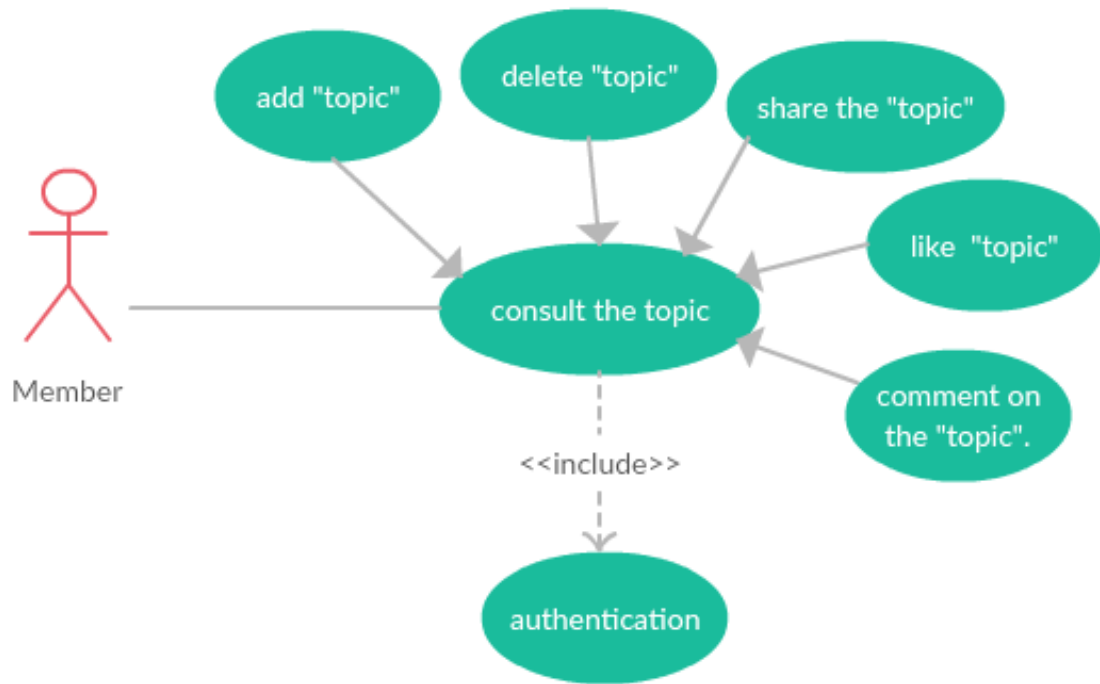 add "topic"
delete "topic"
share the "topic"
like  "topic"
consult the topic
Member
comment on
the "topic".
<<include>>
authentication